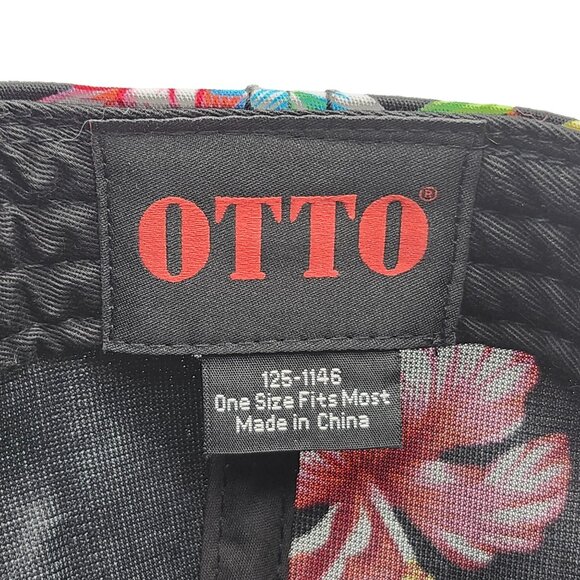 OTTO®
125-1146
One Size Fits Most
Made in China